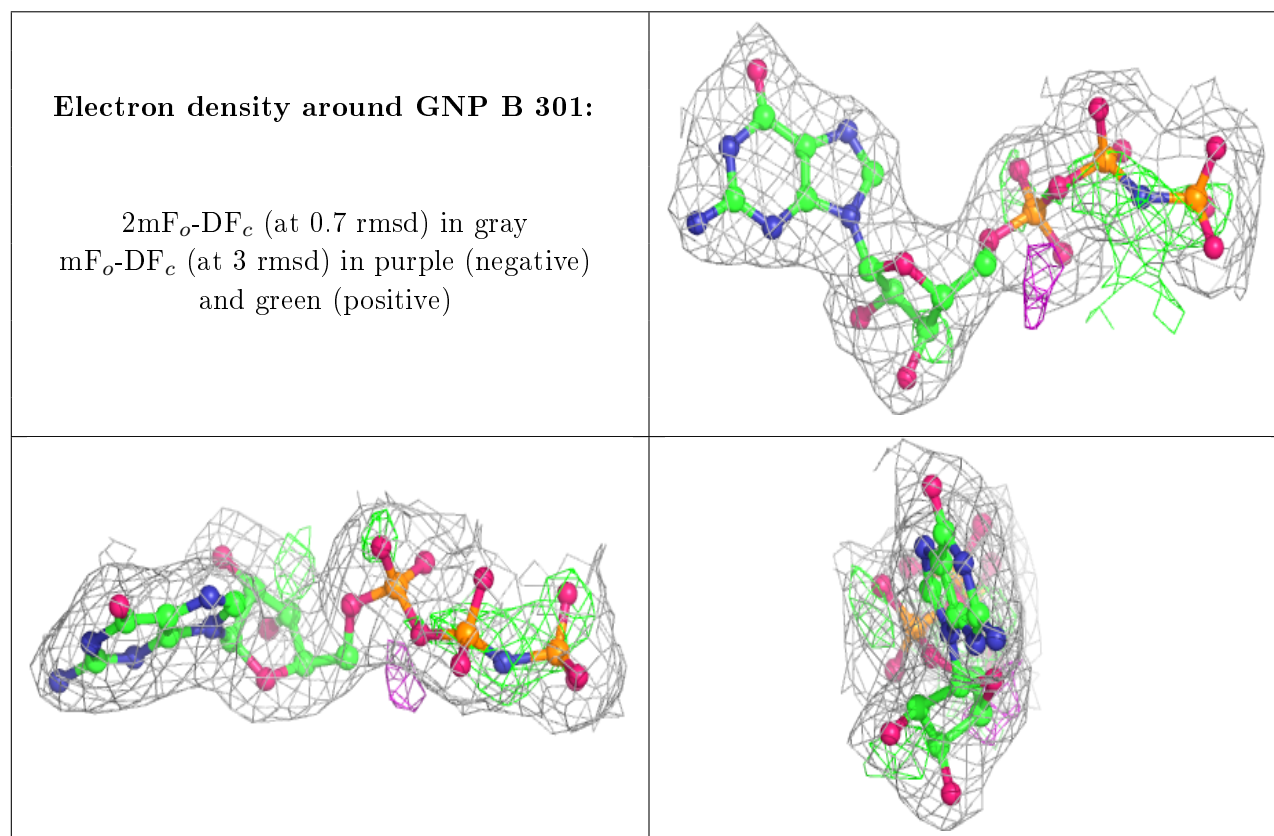 Electron density around GNP B 301:
2mFo-DFc (at 0.7 rmsd) in gray
mFo-DFc (at 3 rmsd) in purple (negative)
and green (positive)